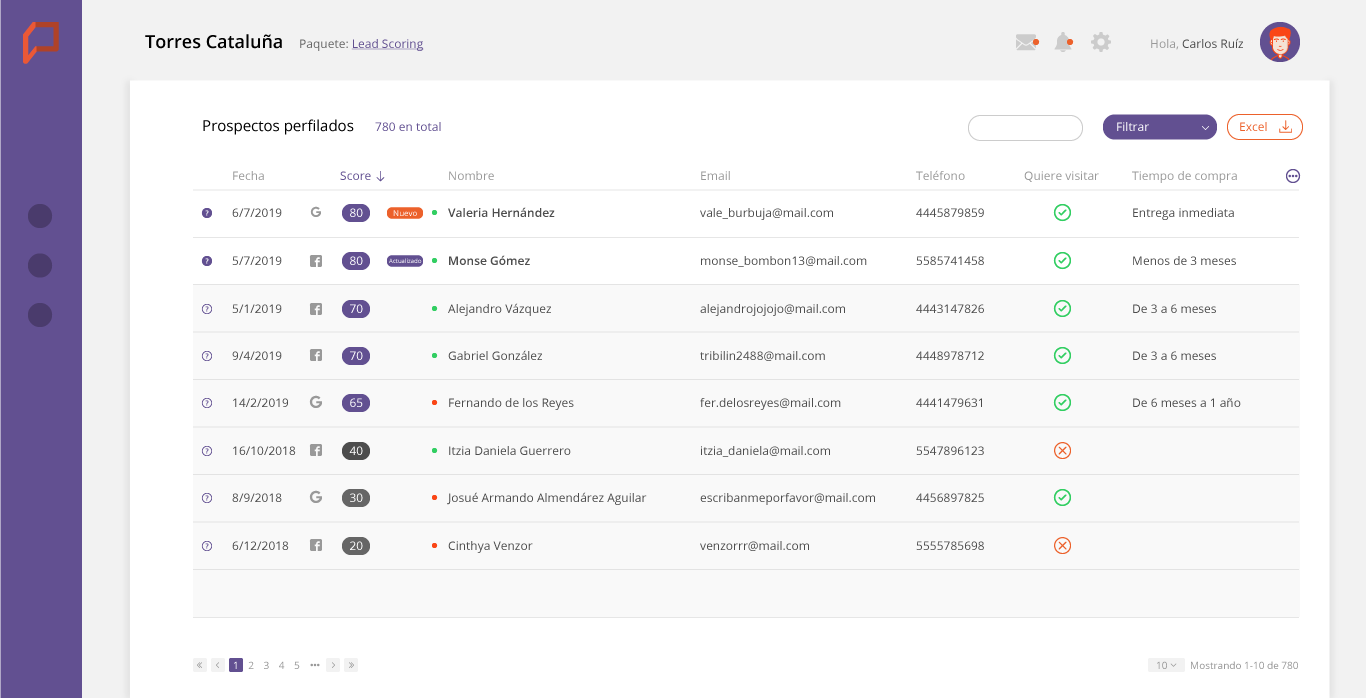 Torres Cataluña Paquete: Lead Scoring Hola, Carlos Ruíz
Prospectos perfilados 780 en total Filtrar Excel
Fecha Score Nombre Email Teléfono Quiere visitar Tiempo de compra
6/7/2019 80 Nuevo Valeria Hernández vale_burbuja@mail.com 4445879859 Entrega inmediata
5/7/2019 80 Actualizado Monse Gómez monse_bombon13@mail.com 5585741458 Menos de 3 meses
5/1/2019 70 Alejandro Vázquez alejandrojojojo@mail.com 4443147826 De 3 a 6 meses
9/4/2019 70 Gabriel González tribilin2488@mail.com 4448978712 De 3 a 6 meses
14/2/2019 65 Fernando de los Reyes fer.delosreyes@mail.com 4441479631 De 6 meses a 1 año
16/10/2018 40 Itzia Daniela Guerrero itzia_daniela@mail.com 5547896123
8/9/2018 30 Josué Armando Almendárez Aguilar escribanmeporfavor@mail.com 4456897825
6/12/2018 20 Cinthya Venzor venzorrr@mail.com 5555785698
« ‹ 1 2 3 4 5 ••• › » 10 Mostrando 1-10 de 780